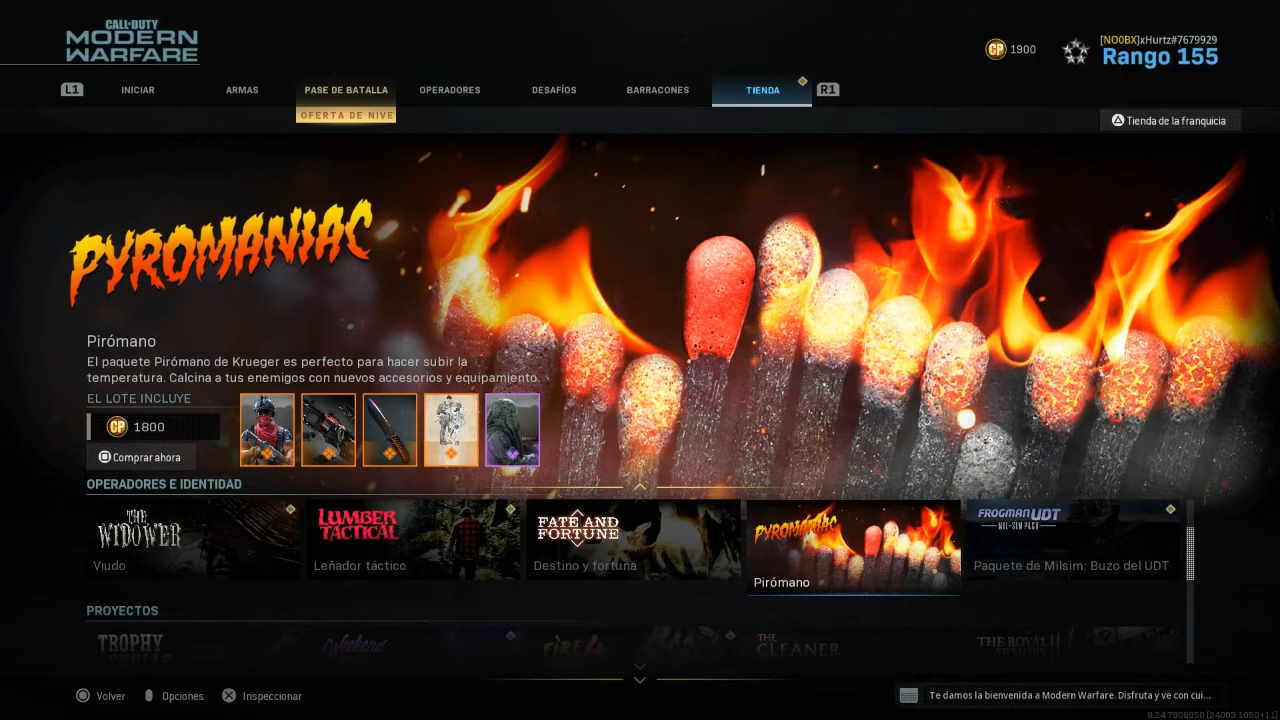 CALL·DUTY
MODERN
WARFARE
CP 1900
[NO0BX]xHurtz#7679929
Rango 155
L1
INICIAR
ARMAS
PASE DE BATALLA
OPERADORES
DESAFÍOS
BARRACONES
TIENDA
R1
OFERTA DE NIVE
Tienda de la franquicia
PYROMANIAC
Pirómano
El paquete Pirómano de Krueger es perfecto para hacer subir la
temperatura. Calcina a tus enemigos con nuevos accesorios y equipamiento.
EL LOTE INCLUYE
CP 1800
Comprar ahora
OPERADORES E IDENTIDAD
THE
WIDOWER
Viudo
LUMBER
TACTICAL
Leñador táctico
FATE AND
FORTUNE
Destino y fortuna
PYROMANIAC
Pirómano
FROGMAN UDT
MIL-SIM PACK
Paquete de Milsim: Buzo del UDT
PROYECTOS
TROPHY
SKULLS
Weekend
FIRE
THE
CLEANER
THE ROYAL
ARMORY
Volver
Opciones
Inspeccionar
Te damos la bienvenida a Modern Warfare. Disfruta y ve con cui...